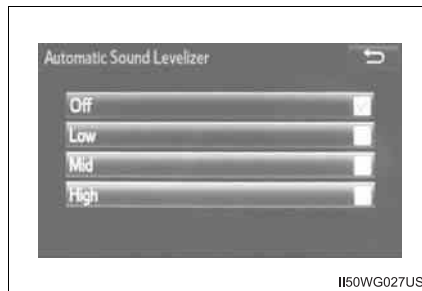 Automatic Sound Levelizer
Off
Low
Mid
High
II50WG027US